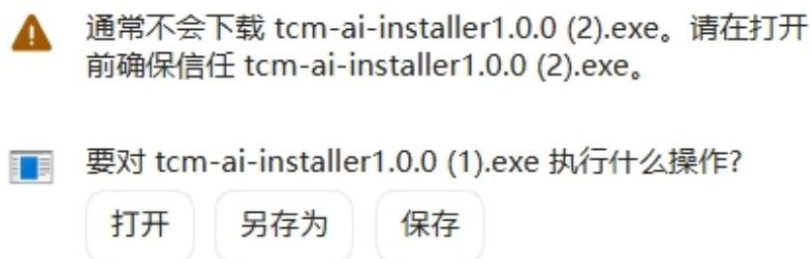 通常不会下载 tcm-ai-installer1.0.0 (2).exe。请在打开
前确保信任 tcm-ai-installer1.0.0 (2).exe。
要对 tcm-ai-installer1.0.0 (1).exe 执行什么操作?
打开 另存为 保存